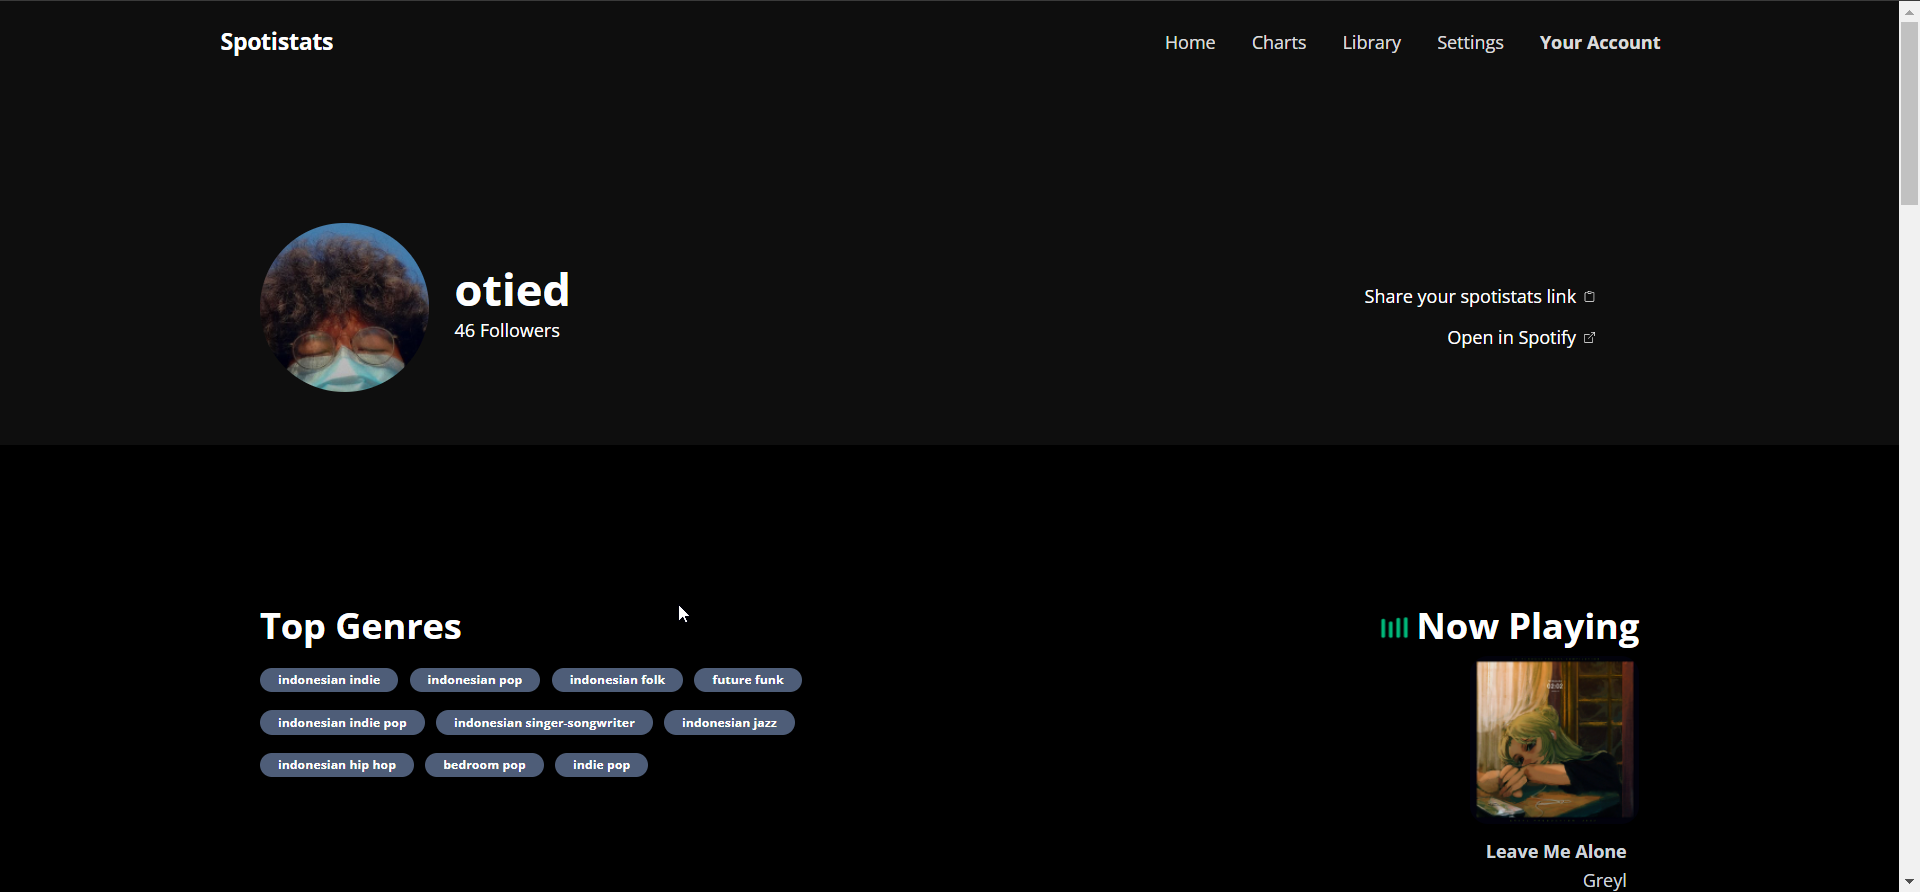 Spotistats
Home Charts Library Settings Your Account
otied
46 Followers
Share your spotistats link
Open in Spotify
Top Genres
indonesian indie indonesian pop indonesian folk future funk
indonesian indie pop indonesian singer-songwriter indonesian jazz
indonesian hip hop bedroom pop indie pop
Now Playing
Leave Me Alone
Greyl